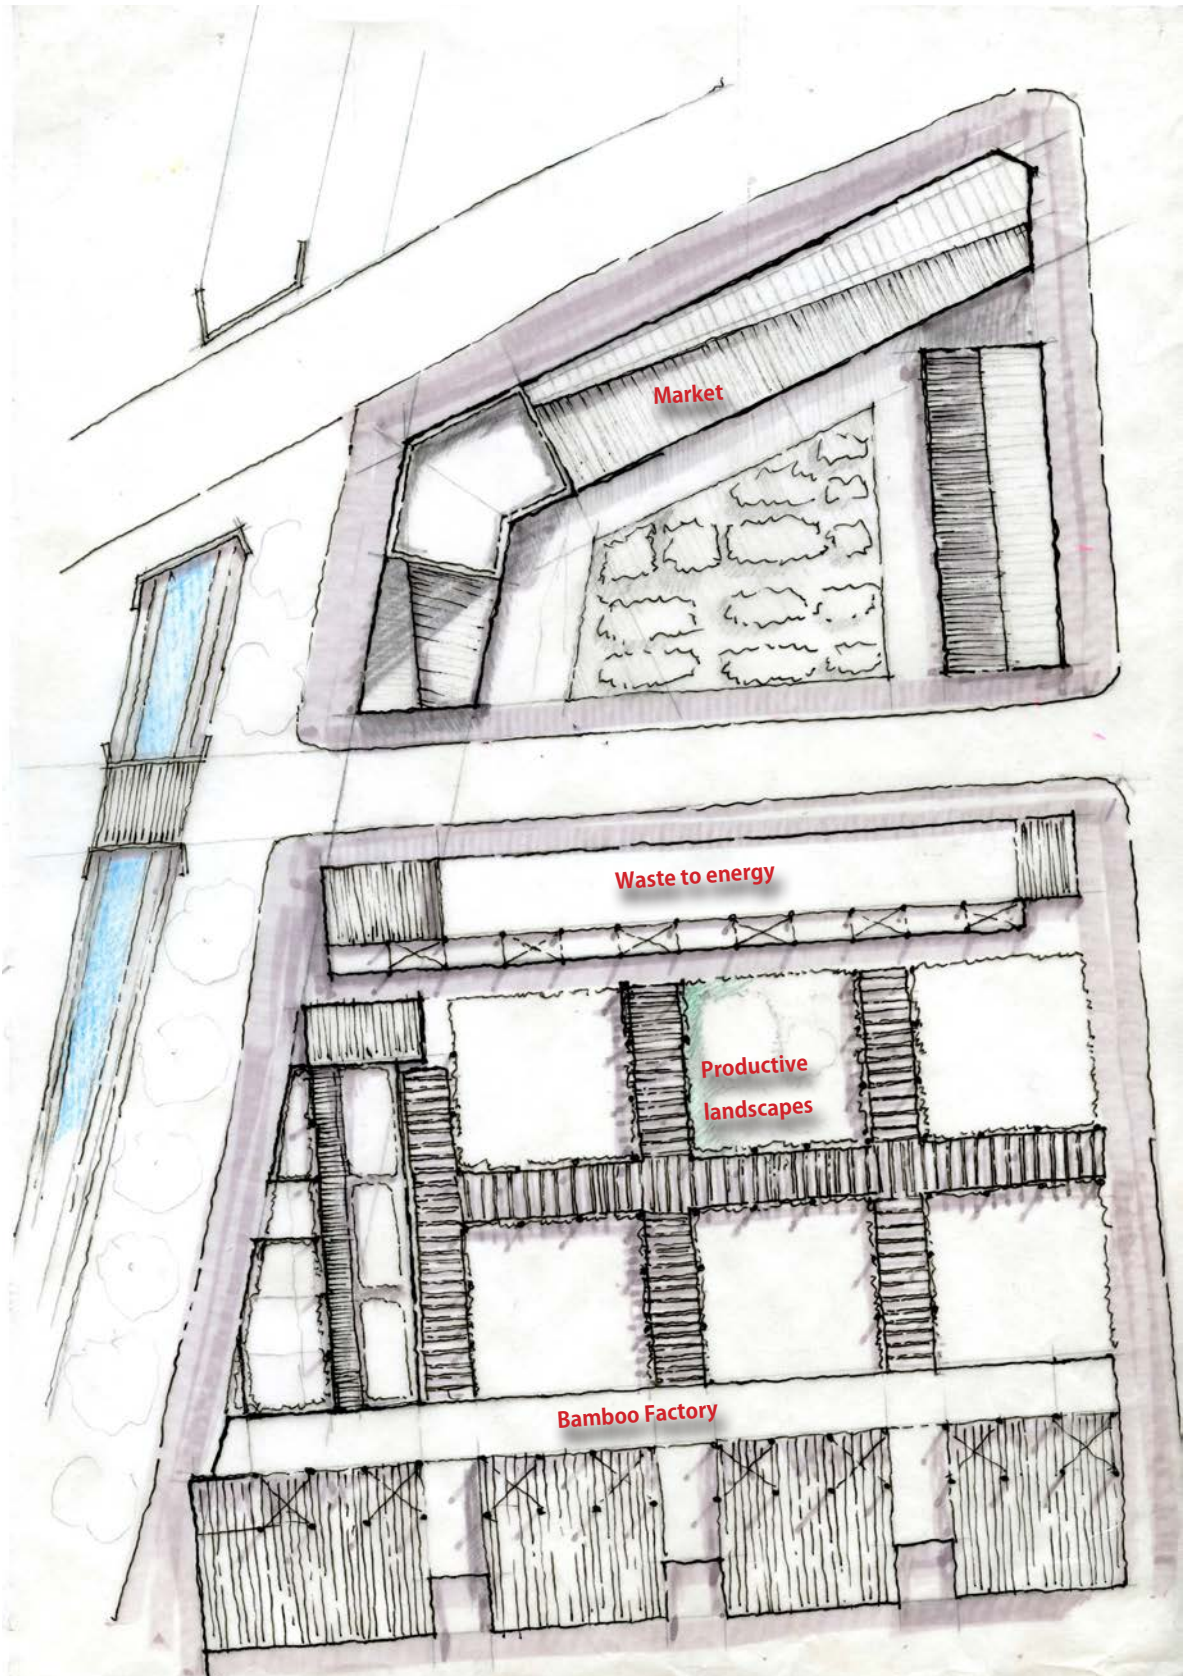 Market
Waste to energy
Productive
landscapes
Bamboo Factory